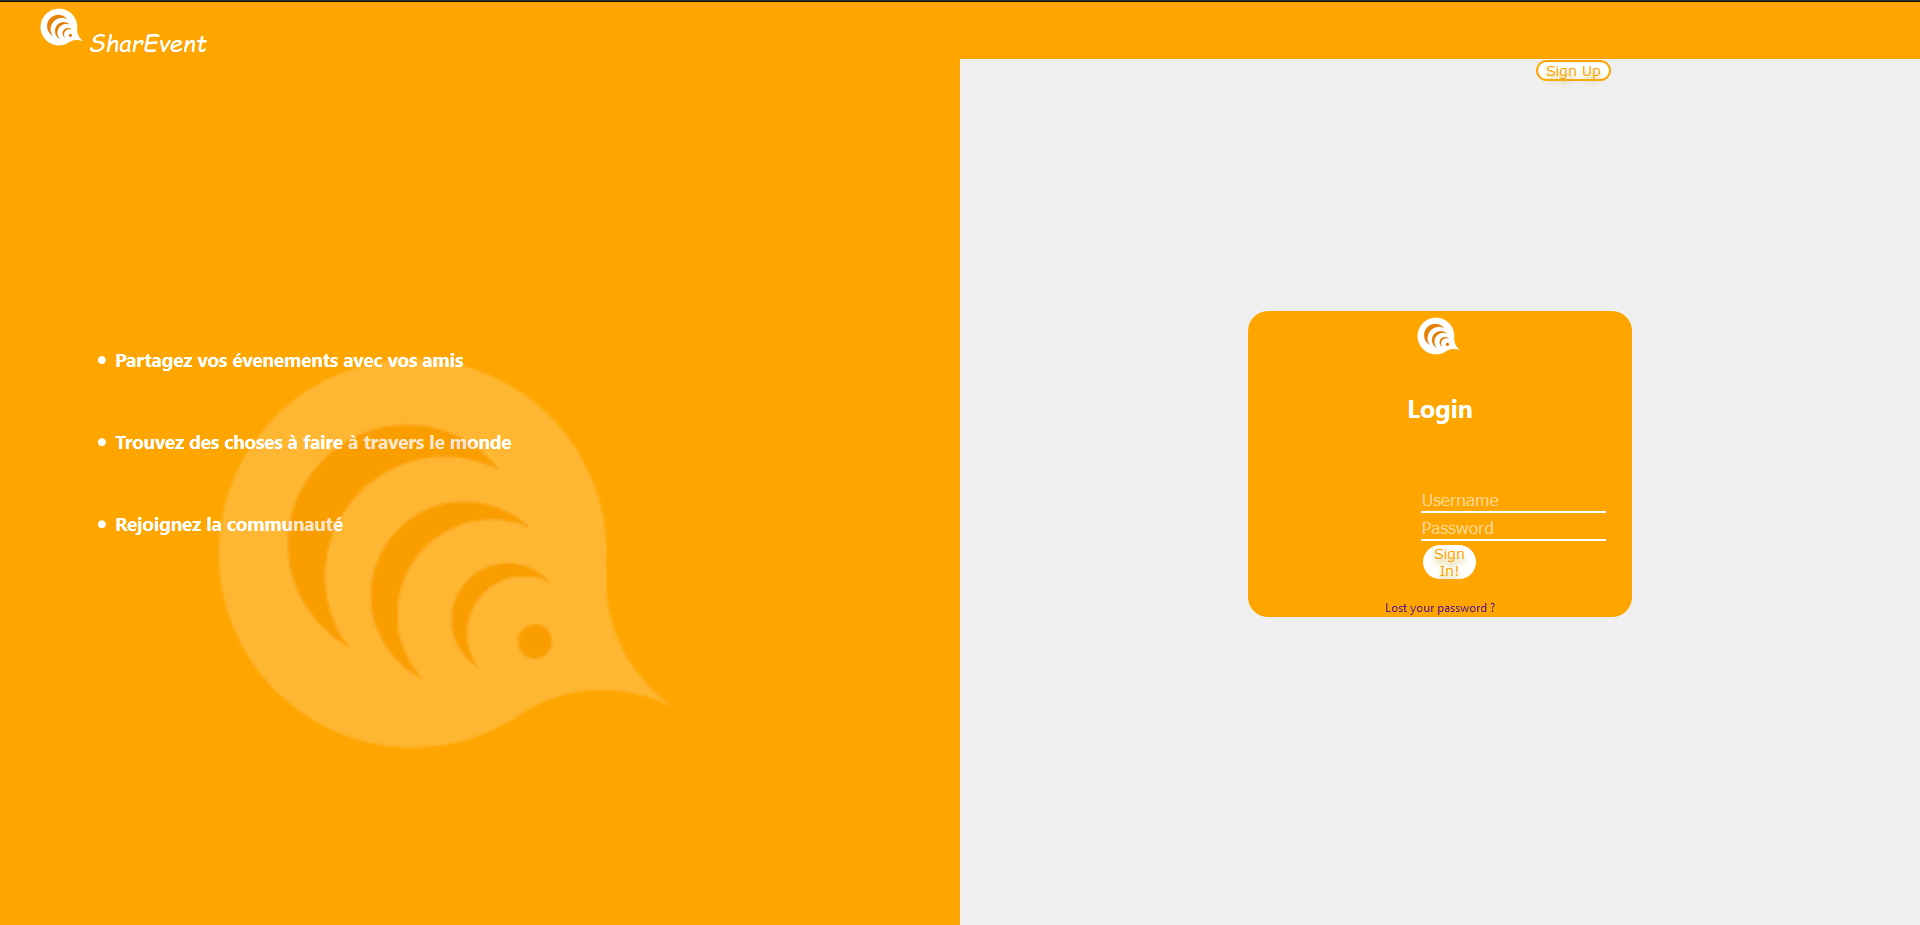 SharEvent
Sign Up
Partagez vos évenements avec vos amis
Trouvez des choses à faire à travers le monde
Rejoignez la communauté
Login
Username
Password
Sign
In!
Lost your password ?